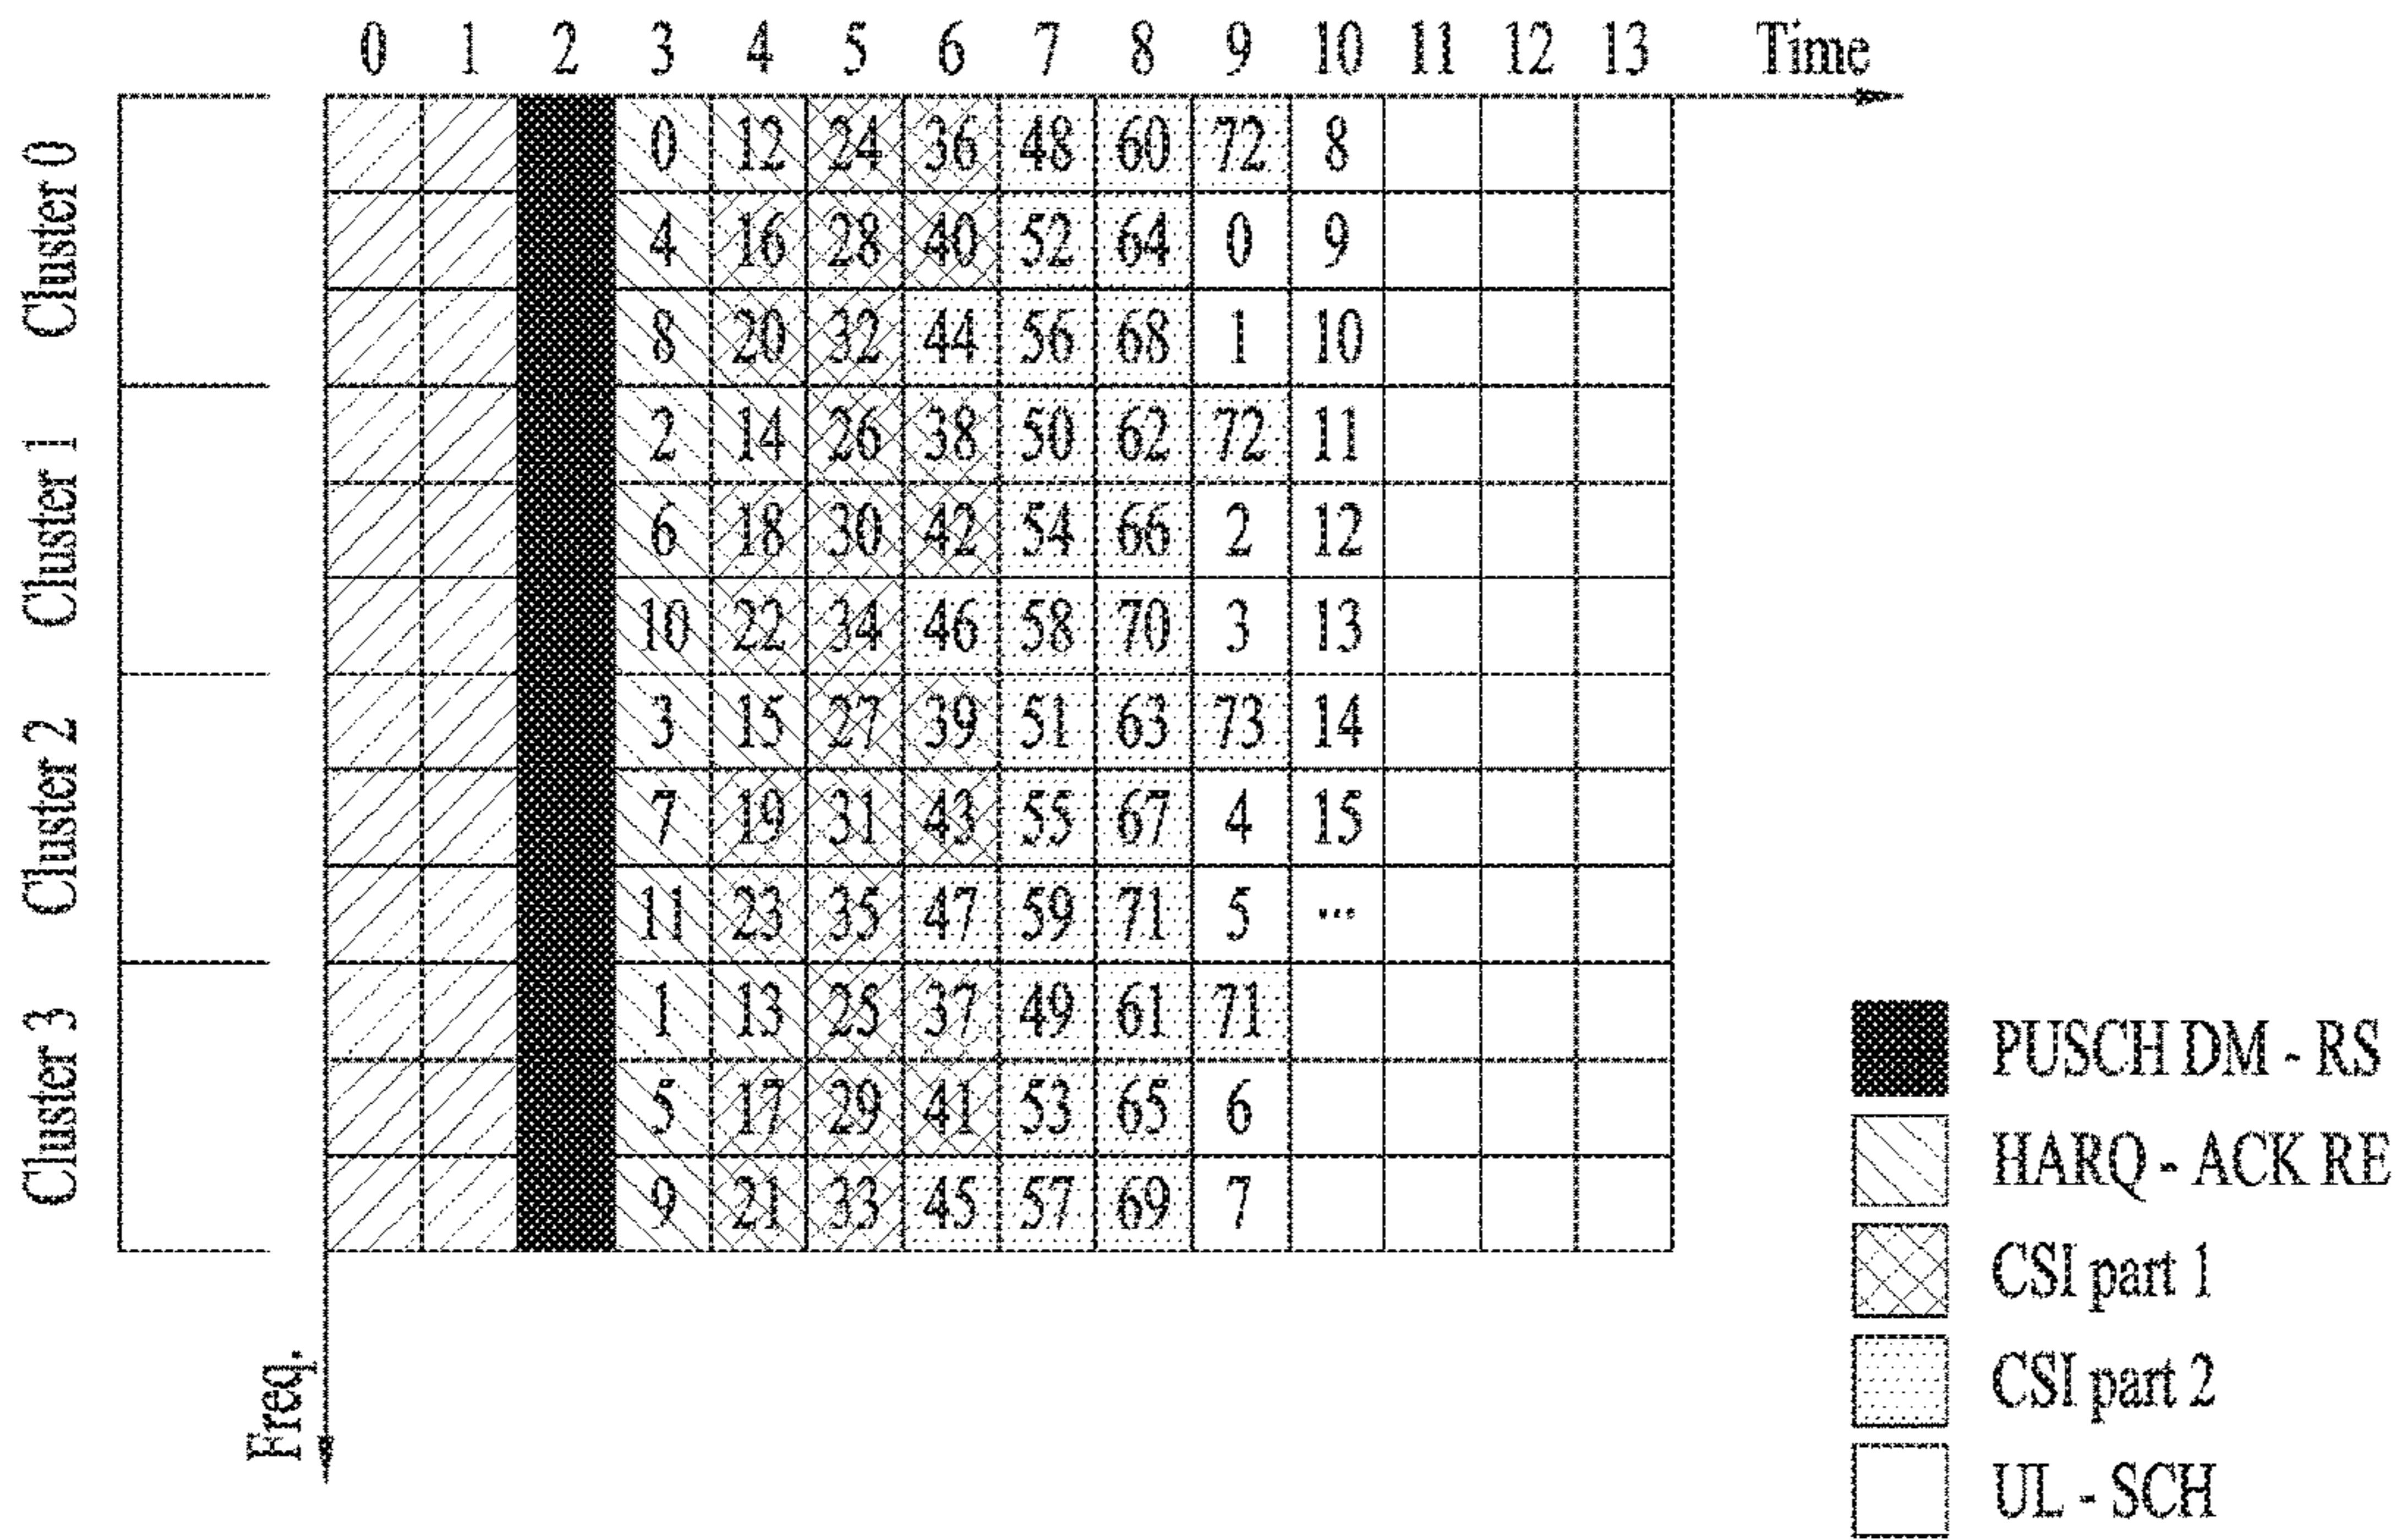 0 1 2 3 4 5 6 7 8 9 10 11 12 13 Time
Cluster 0
0 12 24 36 48 60 72 8
4 16 28 40 52 64 0 9
8 20 32 44 56 68 1 10
Cluster 1
2 14 26 38 50 62 72 11
6 18 30 42 54 66 2 12
10 22 34 46 58 70 3 13
Cluster 2
3 15 27 39 51 63 73 14
7 19 31 43 55 67 4 15
11 23 35 47 59 71 5 ...
Cluster 3
1 13 25 37 49 61 71
5 17 29 41 53 65 6
9 21 33 45 57 69 7
Freq.
PUSCH DM - RS
HARQ - ACK RE
CSI part 1
CSI part 2
UL - SCH